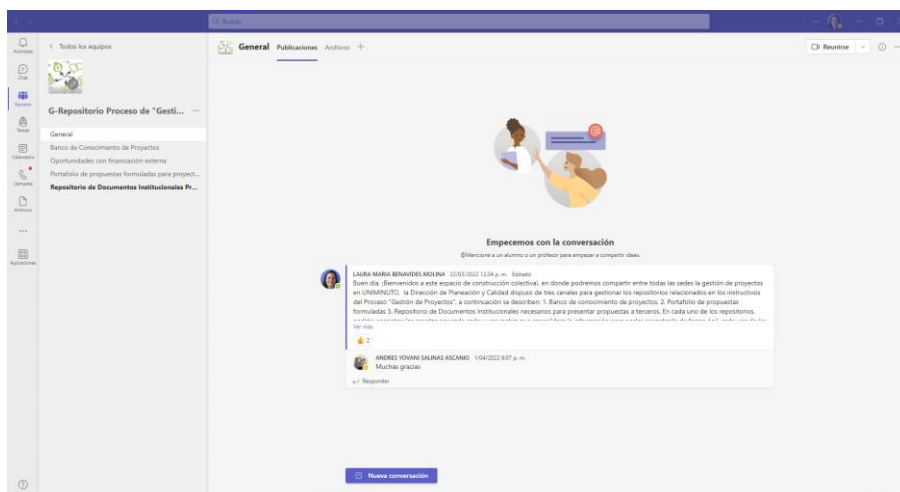 Buscar
Actividad
Chat
Equipos
Tareas
Calendario
Llamadas
Archivos
Aplicaciones
Todos los equipos
G-Repositorio Proceso de "Gesti...
General
Banco de Conocimiento de Proyectos
Oportunidades con financiación externa
Portafolio de propuestas formuladas para proyect...
Repositorio de Documentos Institucionales Pr...
General Publicaciones Archivos +
Reunirse
@
Empecemos con la conversación
@Mencione a un alumno o un profesor para empezar a compartir ideas.
LAURA MARIA BENAVIDES MOLINA 22/03/2022 12:34 p. m. Editado
Buen día, ¡Bienvenidos a este espacio de construcción colectival, en donde podremos compartir entre todas las sedes la gestión de proyectos
en UNIMINUTO, la Dirección de Planeación y Calidad dispuso de tres canales para gestionar los repositorios relacionados en los instructivos
del Proceso "Gestión de Proyectos", a continuación se describen: 1. Banco de conocimiento de proyectos. 2. Portafolio de propuestas
formuladas 3. Repositorio de Documentos Institucionales necesarios para presentar propuestas a terceros. En cada uno de los repositorios,
Ver más
2
ANDRES YOVANI SALINAS ASCANIO 1/04/2022 6:07 p. m.
Muchas gracias
Responder
Nueva conversación